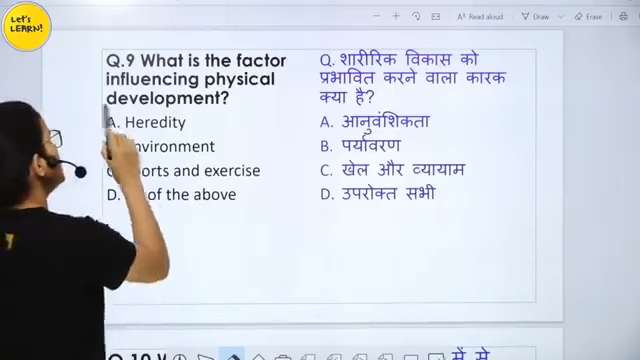 Let's
LEARN!
Read aloud
Draw
Erase
Q.9 What is the factor
influencing physical
development?
A. Heredity
nvironment
orts and exercise
D. of the above
Q. शारीरिक विकास को
प्रभावित करने वाला कारक
क्या है?
A. आनुवंशिकता
B. पर्यावरण
C. खेल और व्यायाम
D. उपरोक्त सभी
Q.10
में से